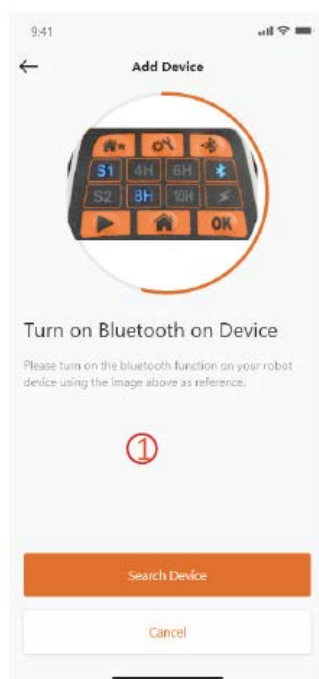 9:41
Add Device
S1 4H 6H
S2 8H 10H
OK
Turn on Bluetooth on Device
Please turn on the bluetooth function on your robot
device using the image above as reference.
①
Search Device
Cancel